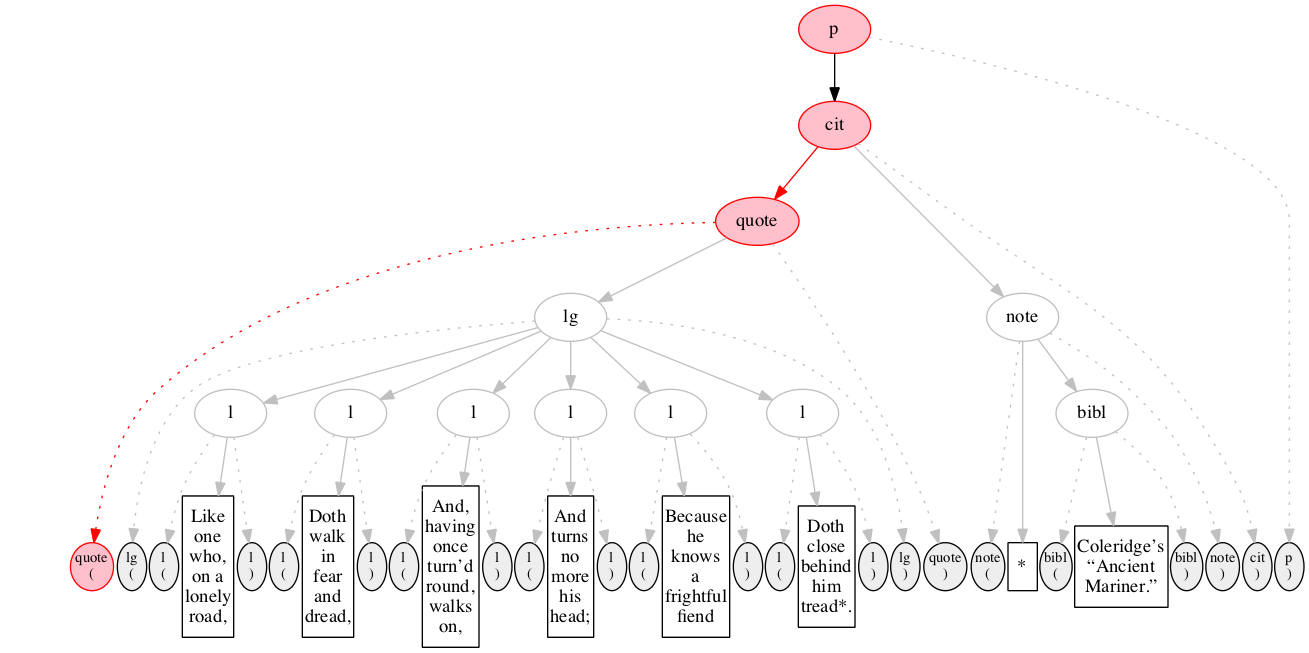 p
cit
quote
lg
note
l
l
l
l
l
l
bibl
quote
(
lg
(
l
(
Like
one
who,
on a
lonely
road,
l
)
l
(
Doth
walk
in
fear
and
dread,
l
)
l
(
And,
having
once
turn’d
round,
walks
on,
l
)
l
(
And
turns
no
more
his
head;
l
)
l
(
Because
he
knows
a
frightful
fiend
l
)
l
(
Doth
close
behind
him
tread*.
l
)
lg
)
quote
)
note
(
*
bibl
(
Coleridge’s
“Ancient
Mariner.”
bibl
)
note
)
cit
)
p
)